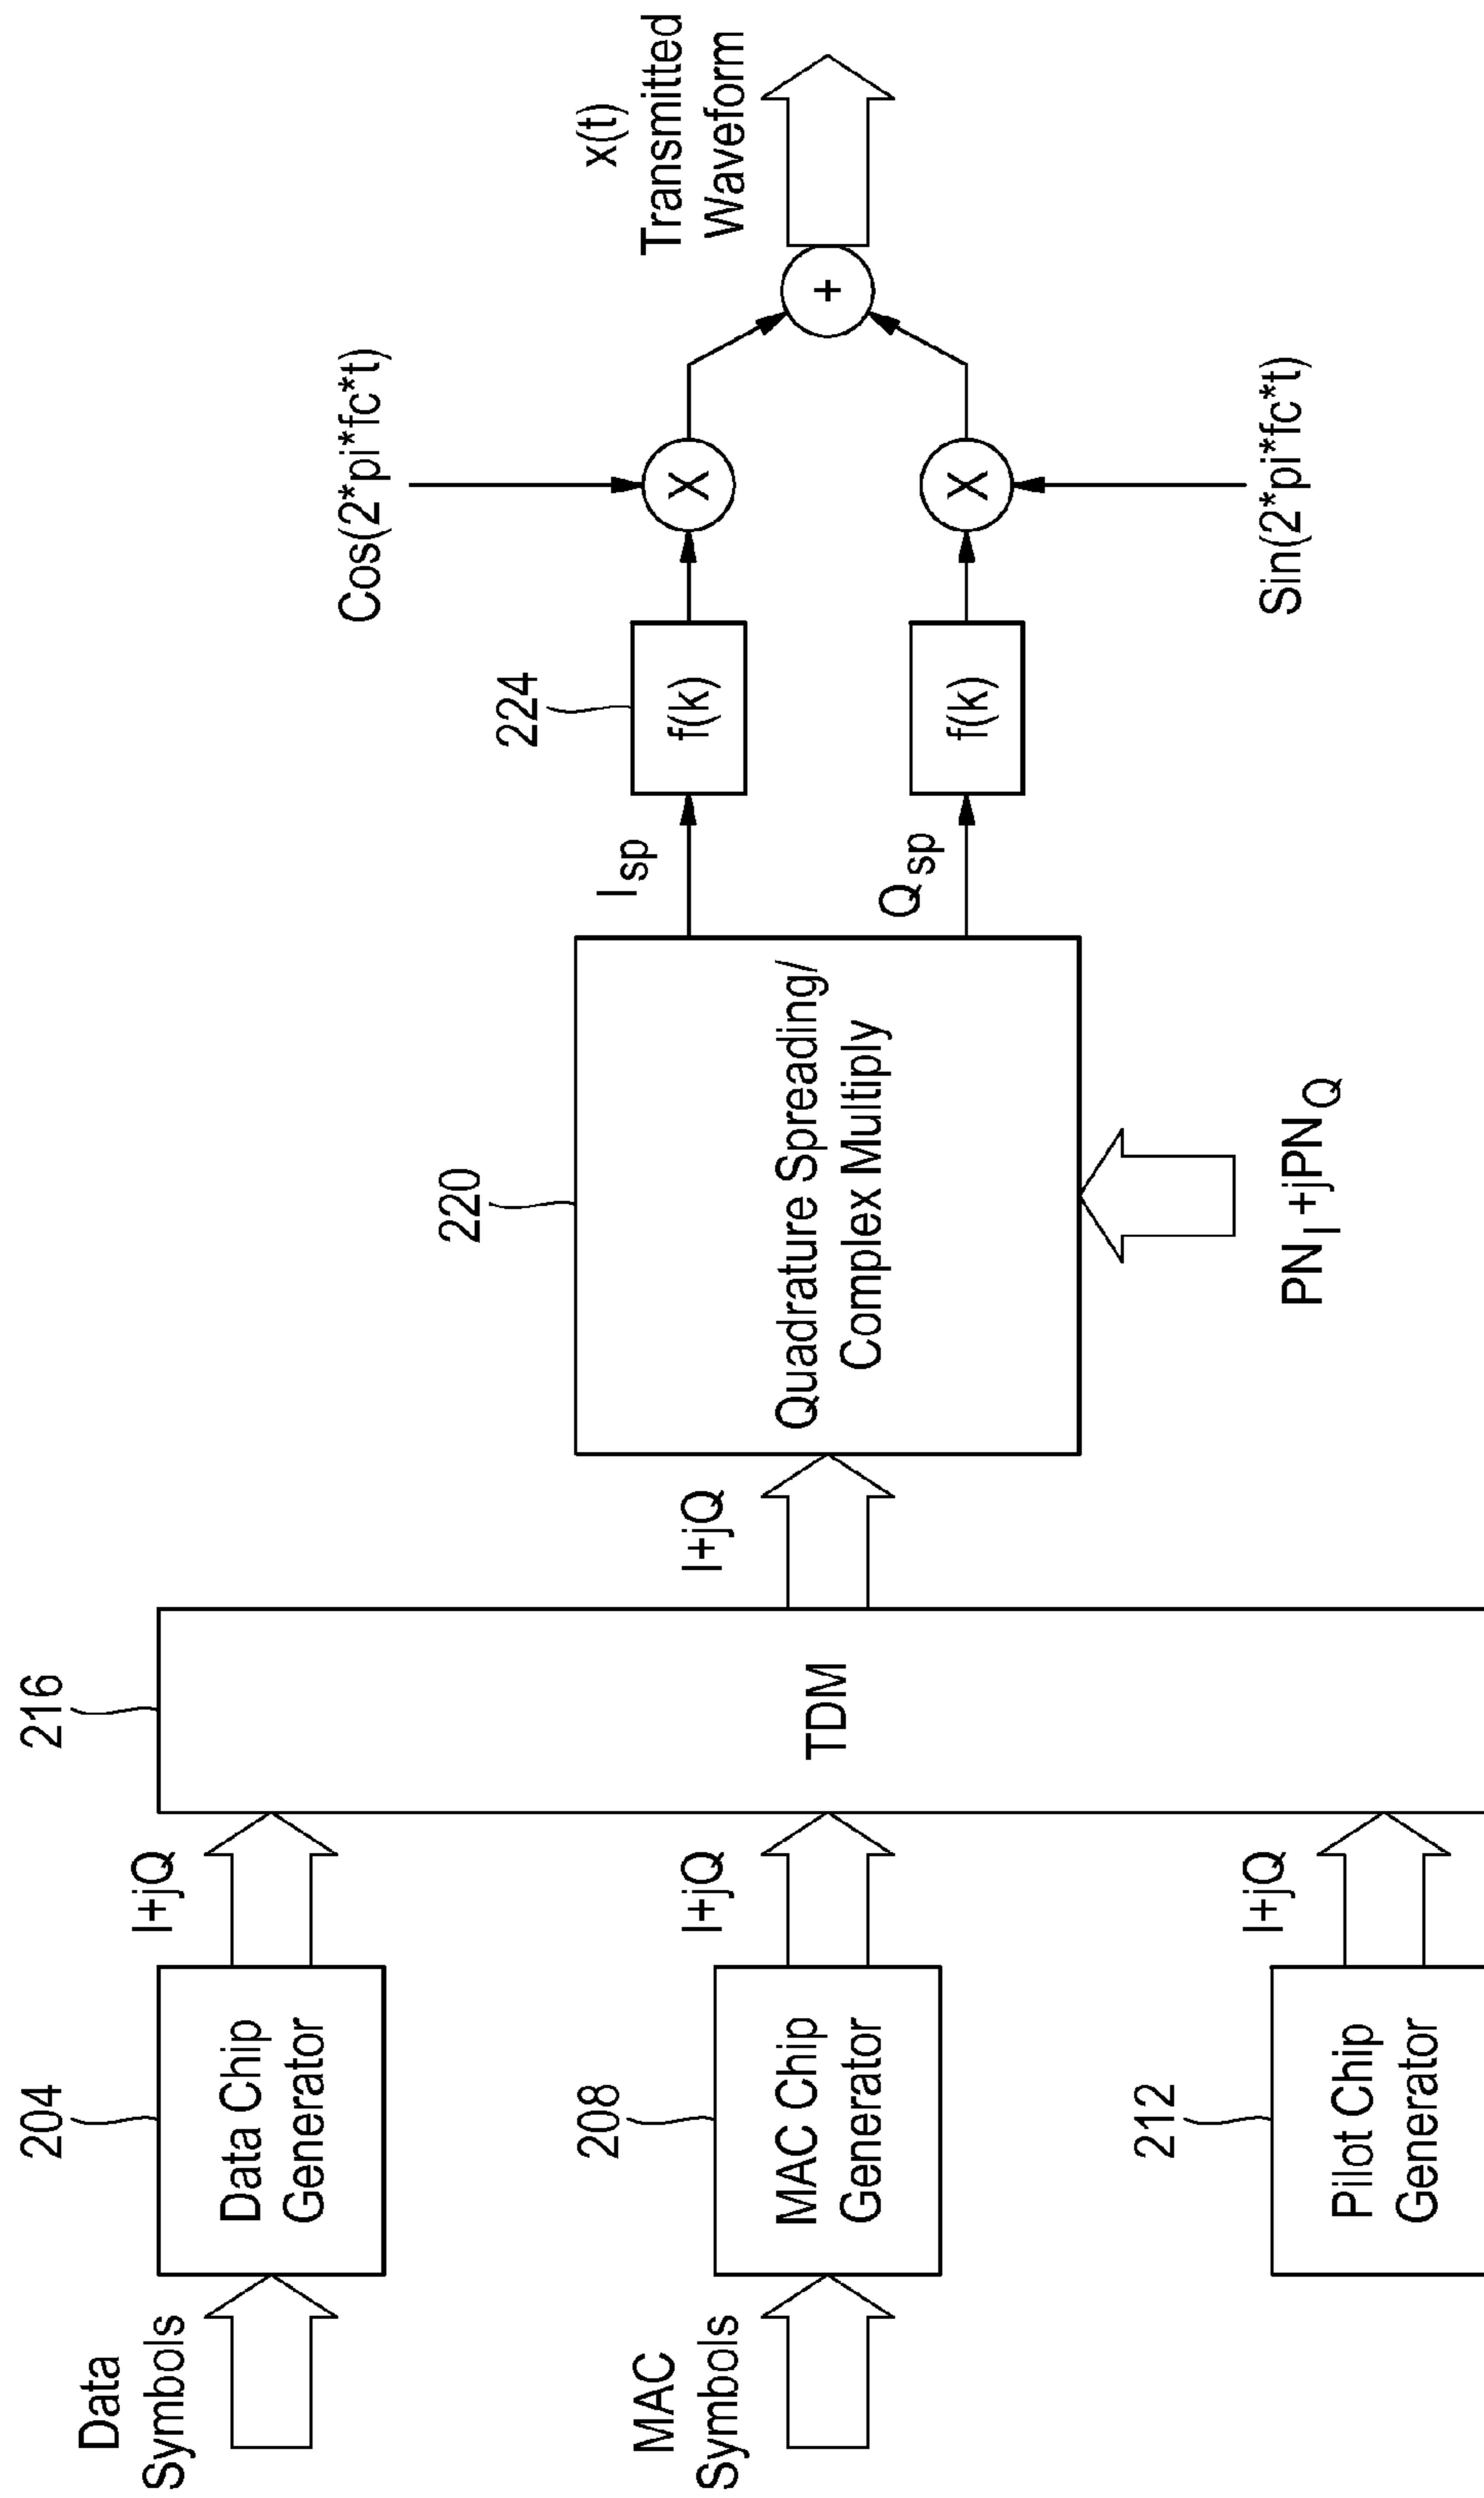 204
Data
Symbols
Data Chip
Generator
I+jQ
216
TDM
208
MAC
Symbols
MAC Chip
Generator
I+jQ
212
Pilot Chip
Generator
I+jQ
I+jQ
220
Quadrature Spreading/
Complex Multiply
PNI+jPNQ
Isp
Qsp
224
f(k)
f(k)
Cos(2*pi*fc*t)
X
X
Sin(2*pi*fc*t)
+
x(t)
Transmitted
Waveform